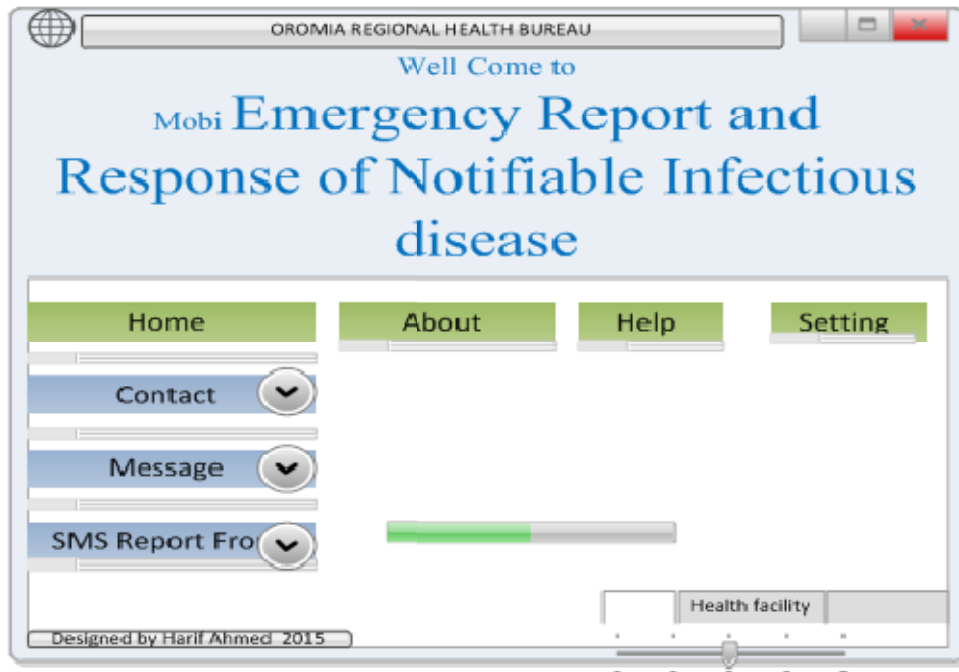 OROMIA REGIONAL HEALTH BUREAU
Well Come to
Mobi Emergency Report and
Response of Notifiable Infectious
disease
Home About Help Setting
Contact
Message
SMS Report Fro
Health facility
Designed by Harif Ahmed 2015